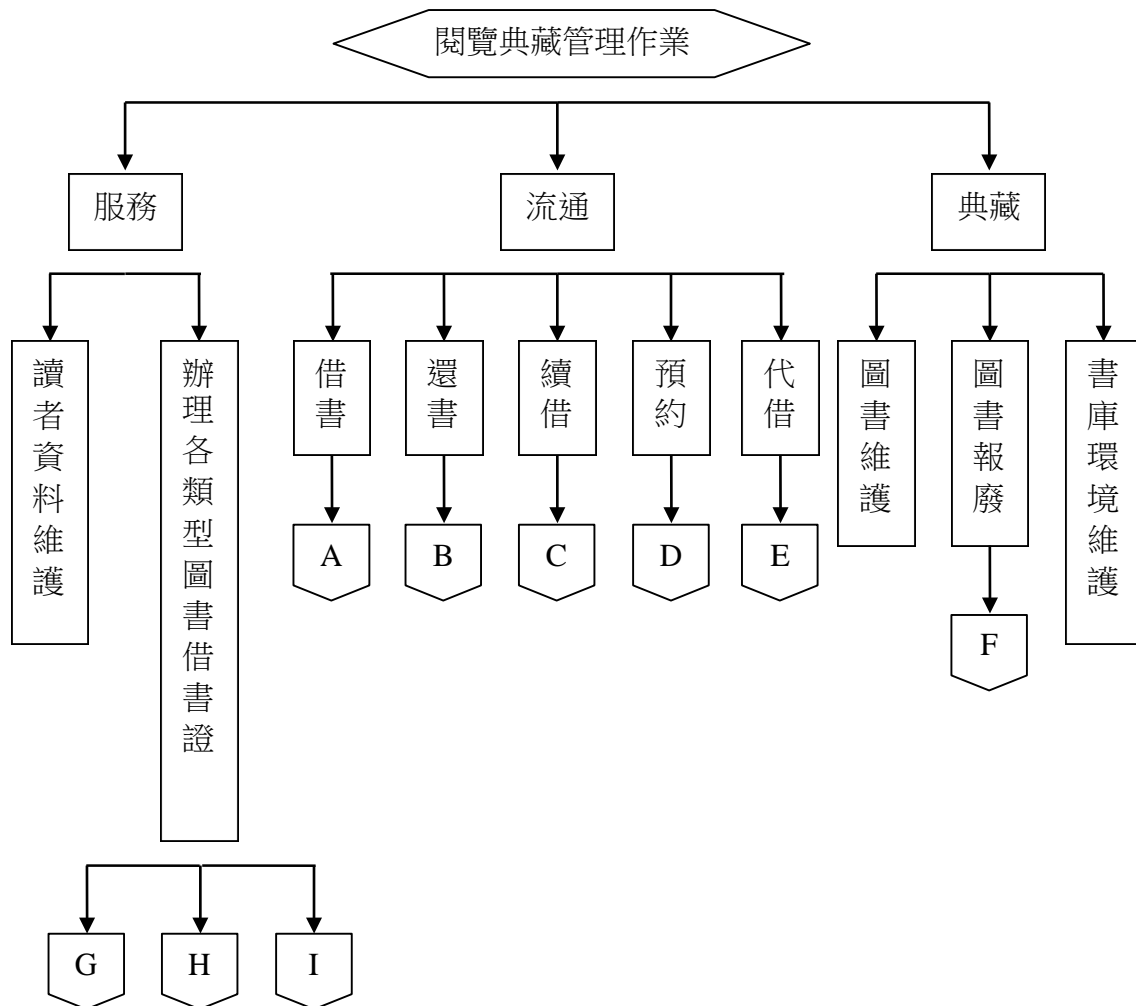 閱覽典藏管理作業
服務
流通
典藏
讀者資料維護
辦理各類型圖書借書證
借書
還書
續借
預約
代借
圖書維護
圖書報廢
書庫環境維護
A
B
C
D
E
F
G
H
I